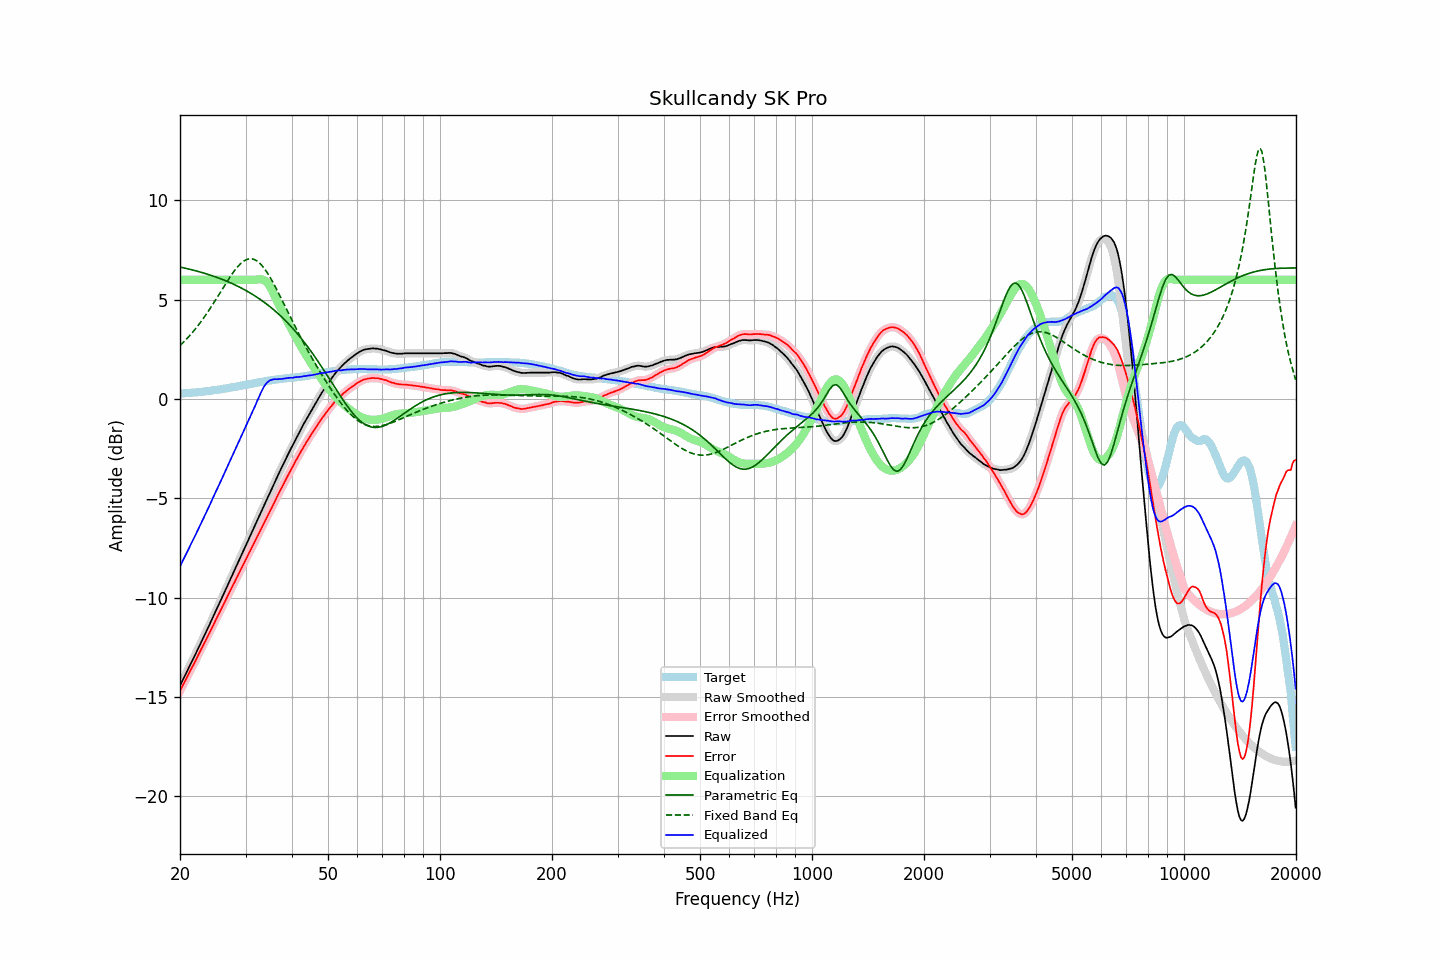 Skullcandy SK Pro
Amplitude (dBr)
10
5
0
−5
−10
−15
−20
Target
Raw Smoothed
Error Smoothed
Raw
Error
Equalization
Parametric Eq
Fixed Band Eq
Equalized
20 50 100 200 500 1000 2000 5000 10000 20000
Frequency (Hz)